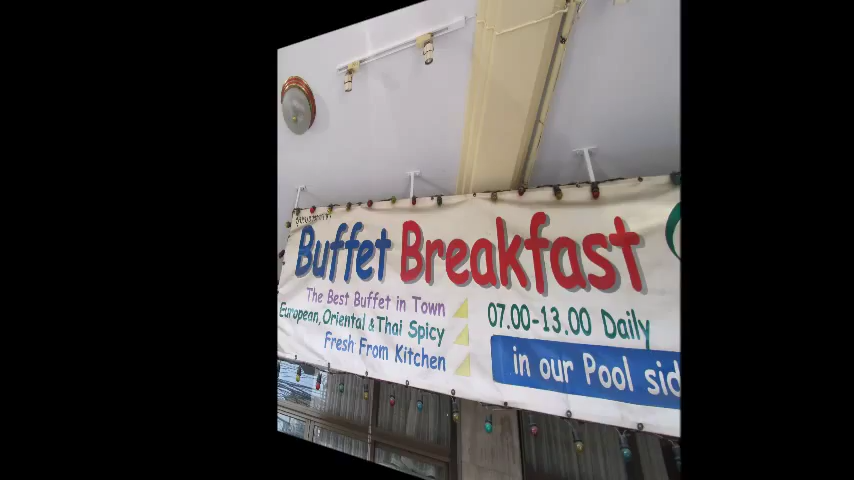 Buffet Breakfast
The Best Buffet in Town
European, Oriental & Thai Spicy
Fresh From Kitchen
07.00-13.00 Daily
in our Pool sid